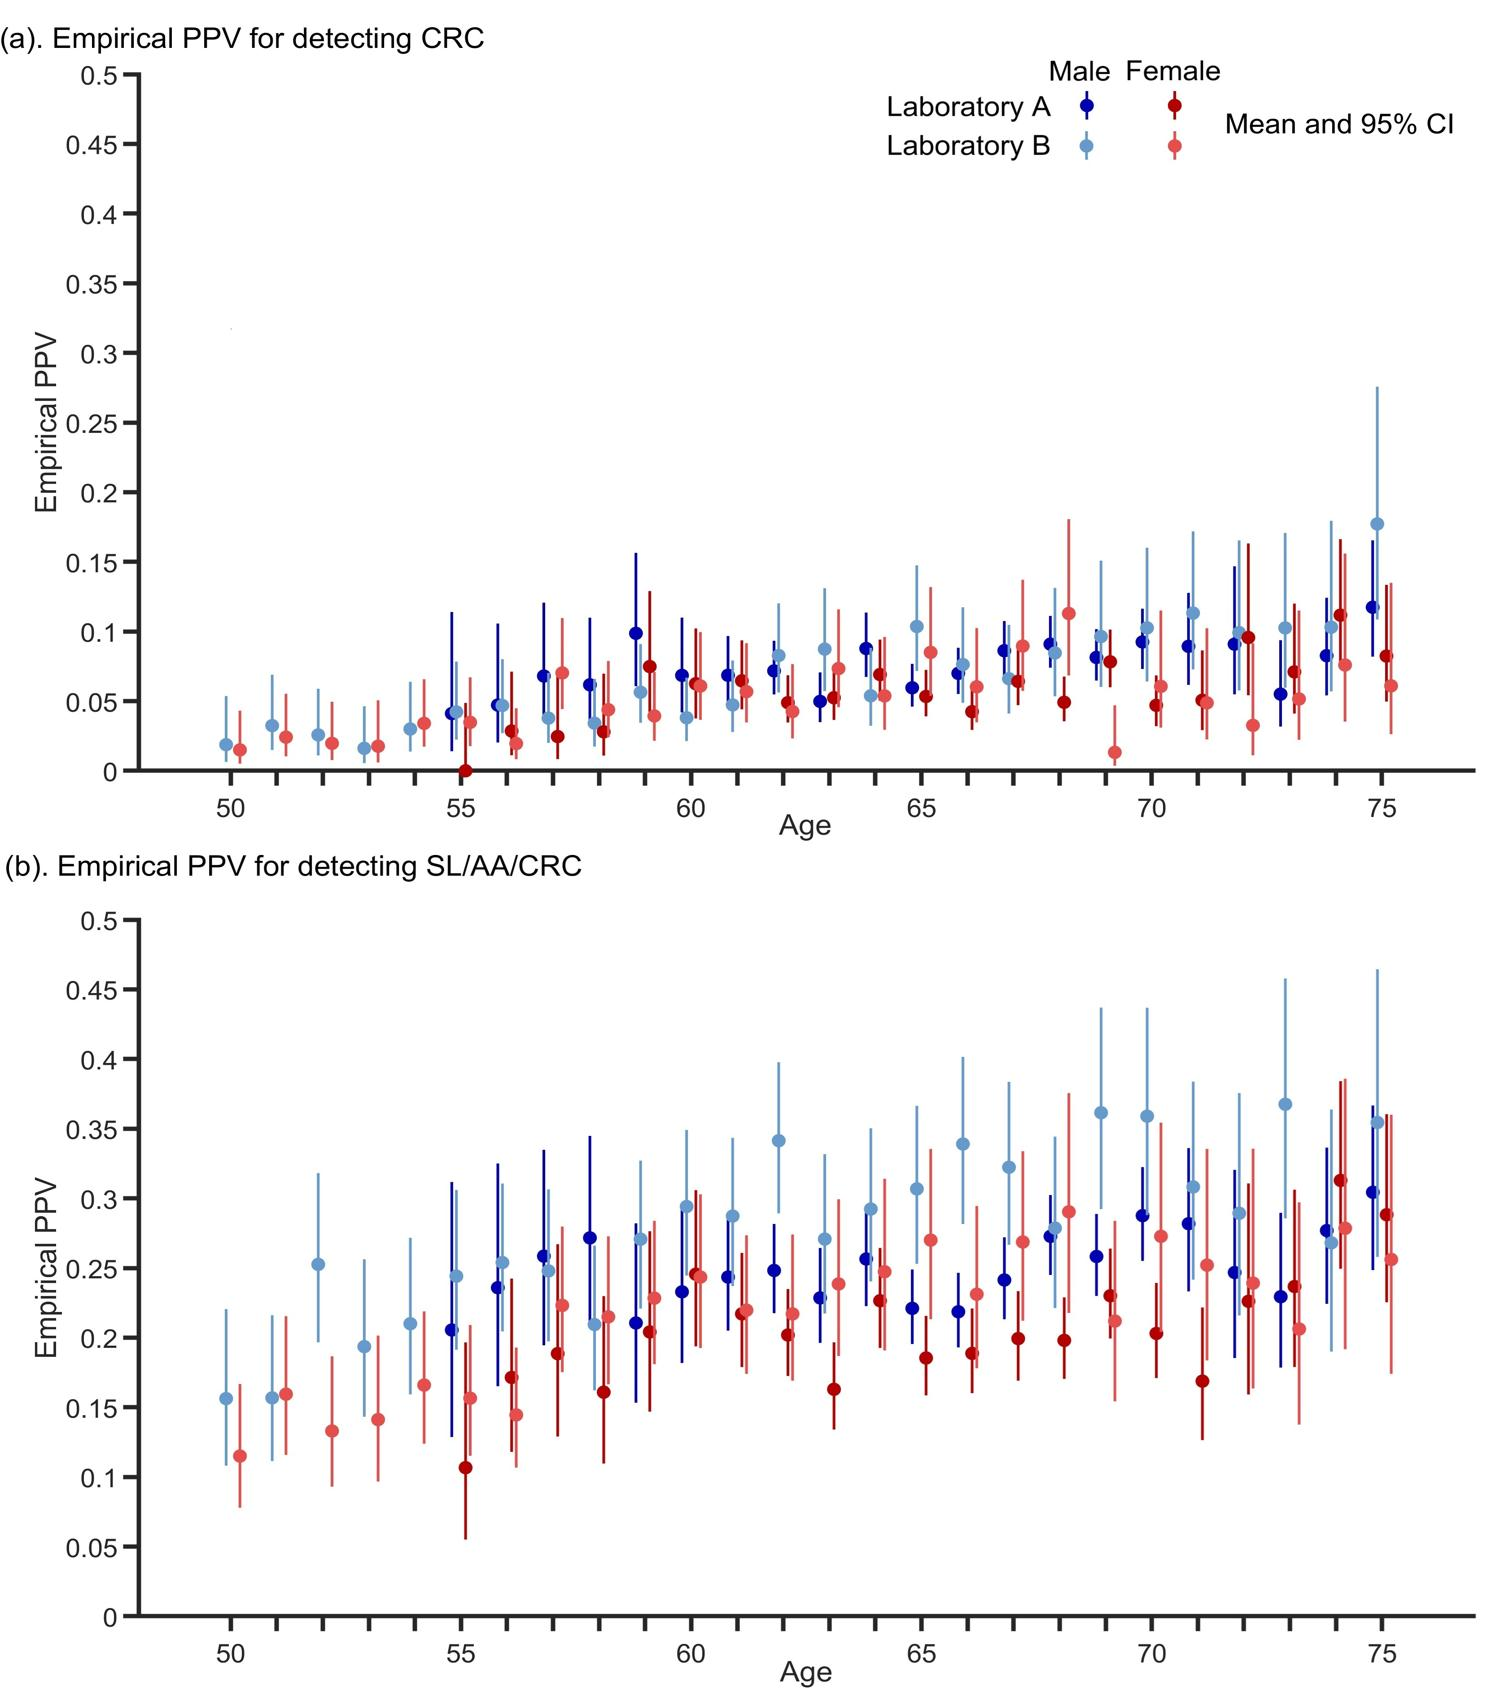 (a). Empirical PPV for detecting CRC
Male Female
Laboratory A
Laboratory B
Mean and 95% CI
0.5
0.45
0.4
0.35
0.3
0.25
0.2
0.15
0.1
0.05
0
Empirical PPV
50 55 60 65 70 75
Age
(b). Empirical PPV for detecting SL/AA/CRC
0.5
0.45
0.4
0.35
0.3
0.25
0.2
0.15
0.1
0.05
0
Empirical PPV
50 55 60 65 70 75
Age